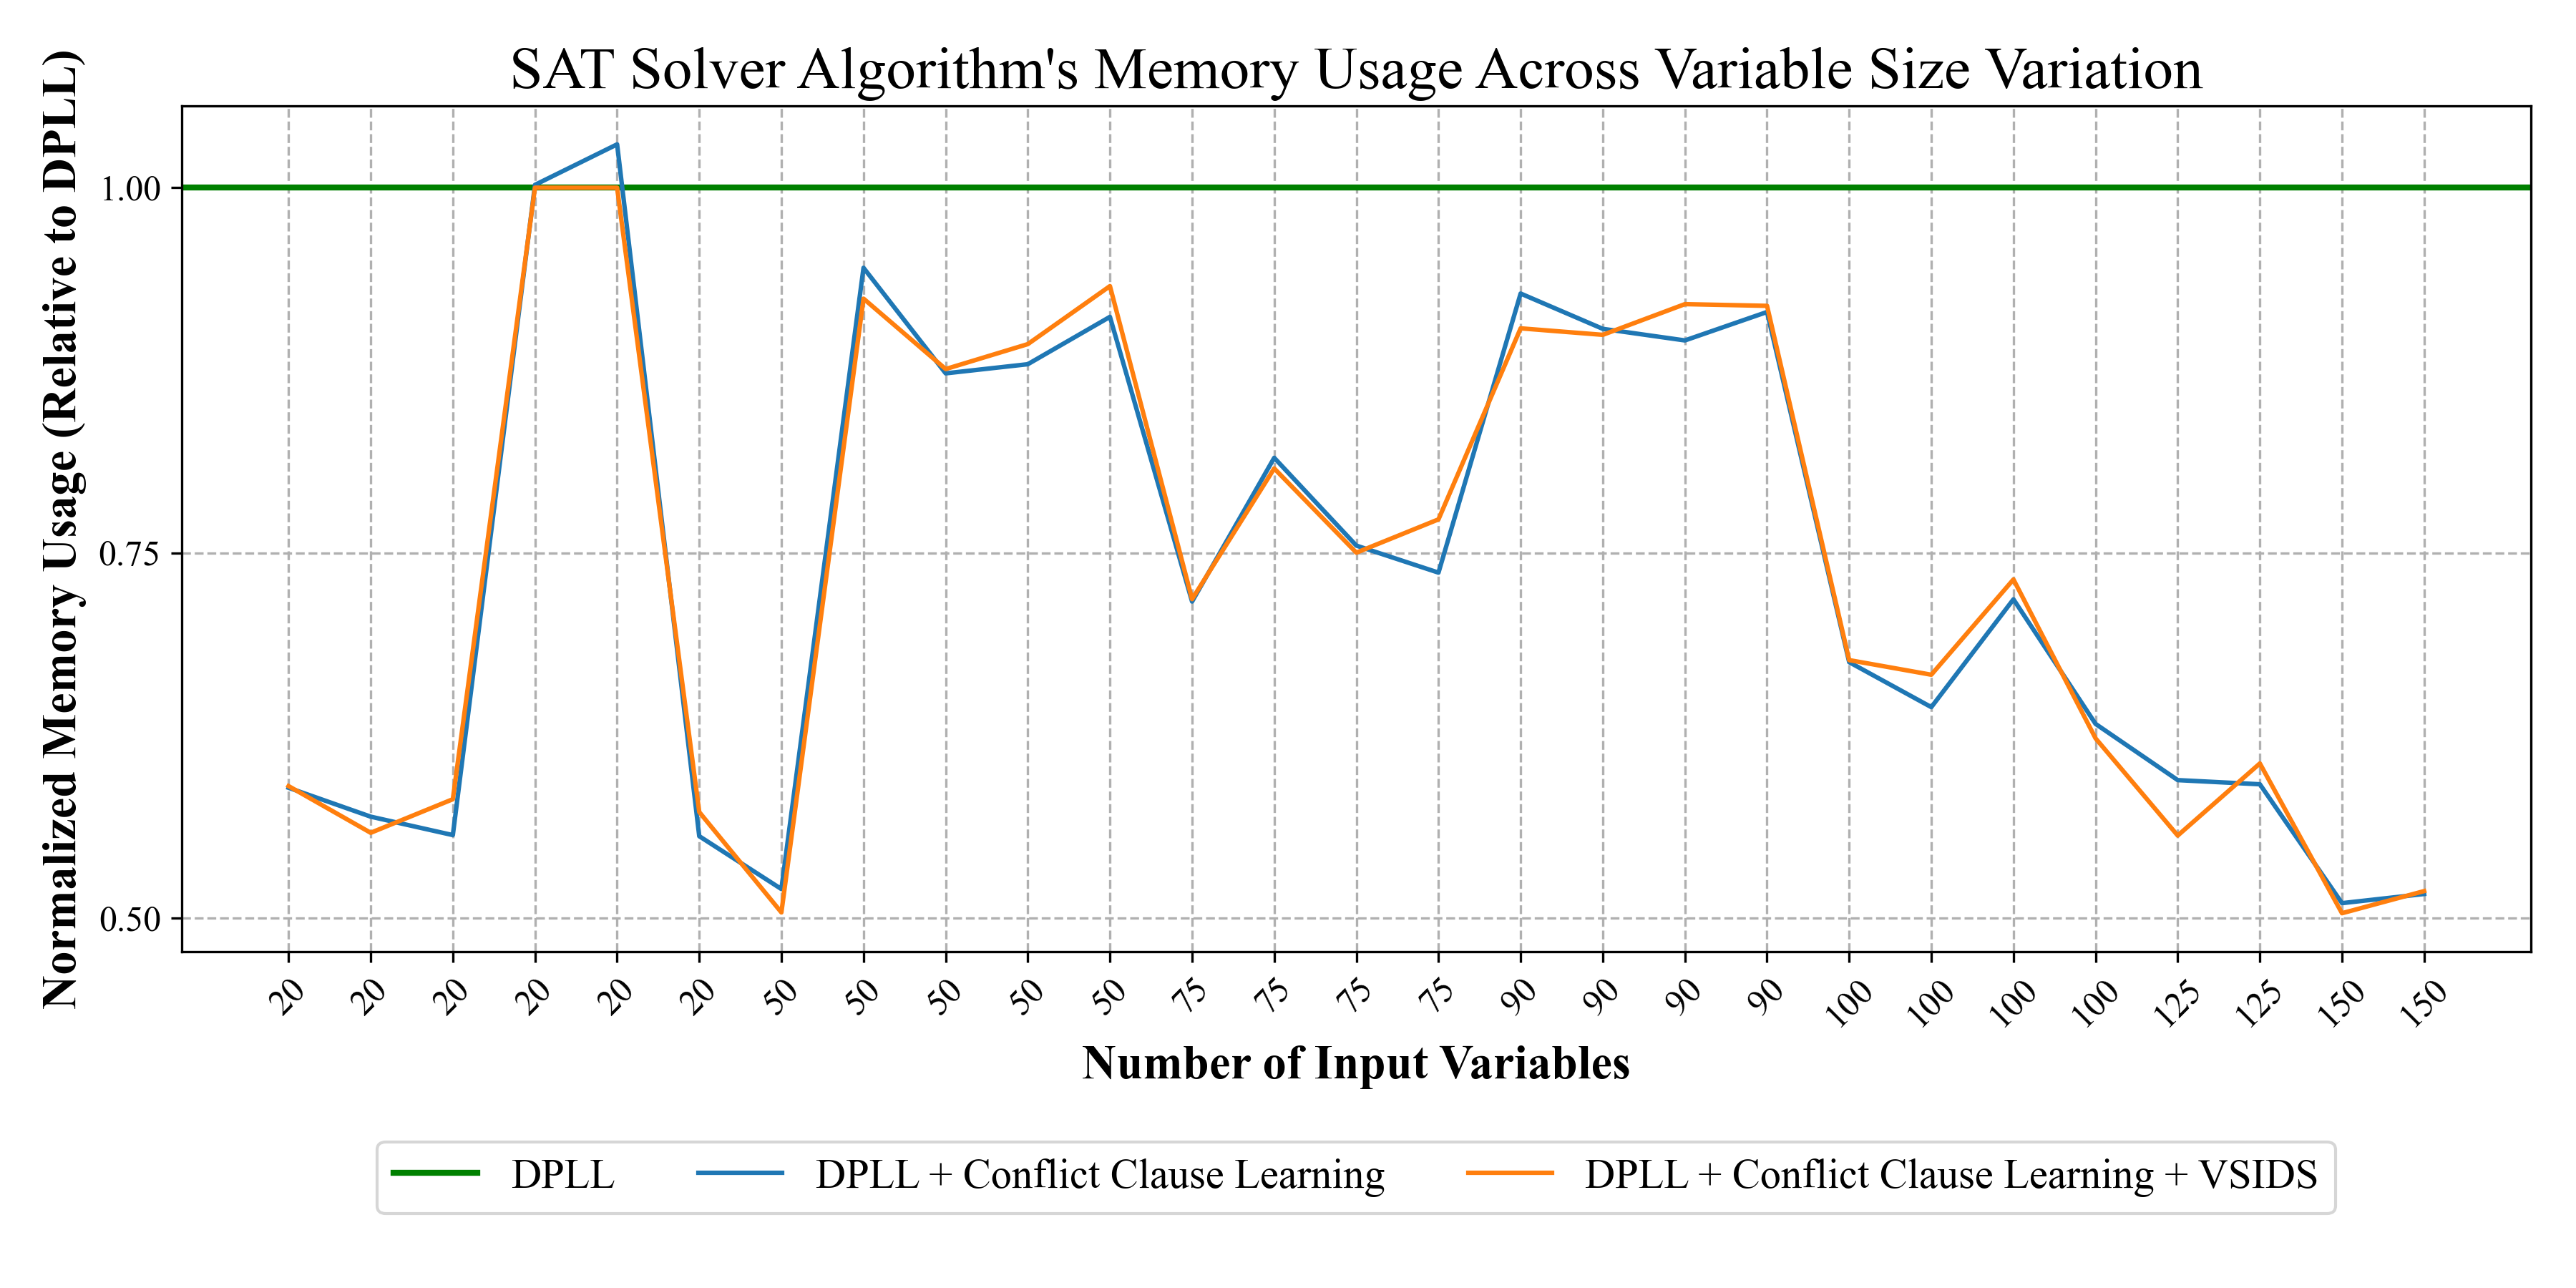 SAT Solver Algorithm's Memory Usage Across Variable Size Variation
Normalized Memory Usage (Relative to DPLL)
1.00
0.75
0.50
20 20 20 20 20 20 50 50 50 50 50 75 75 75 75 90 90 90 90 100 100 100 100 125 125 150 150
Number of Input Variables
DPLL DPLL + Conflict Clause Learning DPLL + Conflict Clause Learning + VSIDS